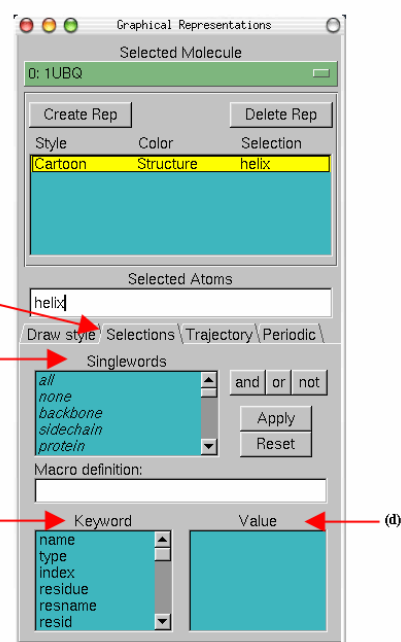 Graphical Representations
Selected Molecule
0: 1UBQ
Create Rep Delete Rep
Style Color Selection
Cartoon Structure helix
Selected Atoms
helix
Draw style Selections Trajectory Periodic
Singlewords
all
none
backbone
sidechain
protein
and or not
Apply
Reset
Macro definition:
Keyword Value
name
type
index
residue
resname
resid
(d)